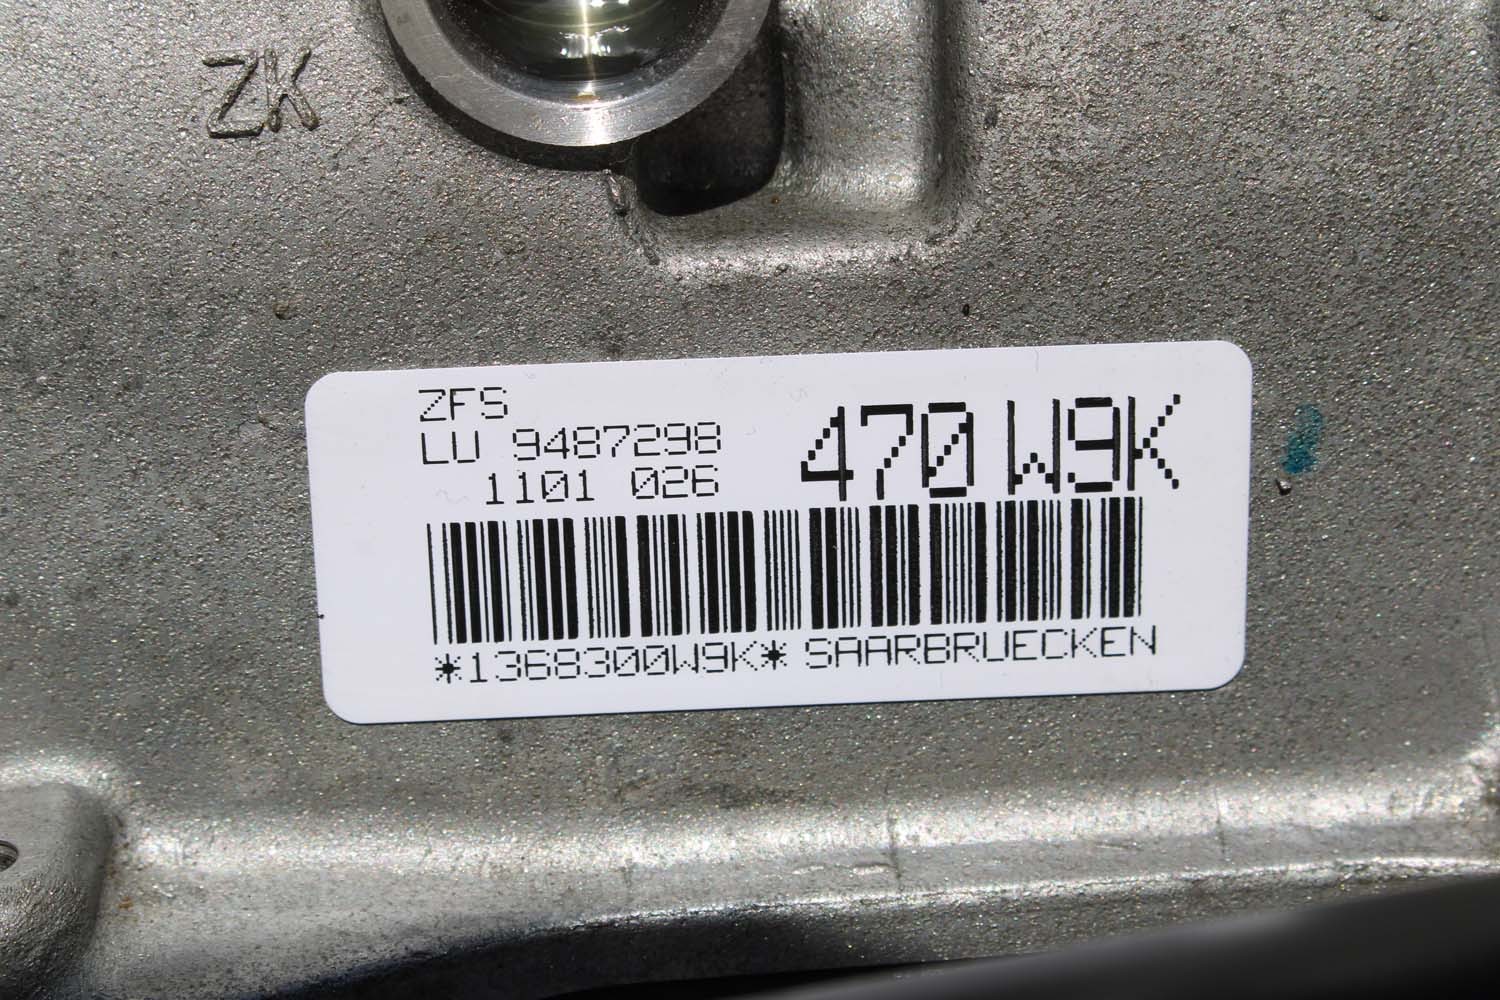 ZK
ZFS
LU 9487298
1101 026
470 W9K
*1368300W9K* SAARBRUECKEN